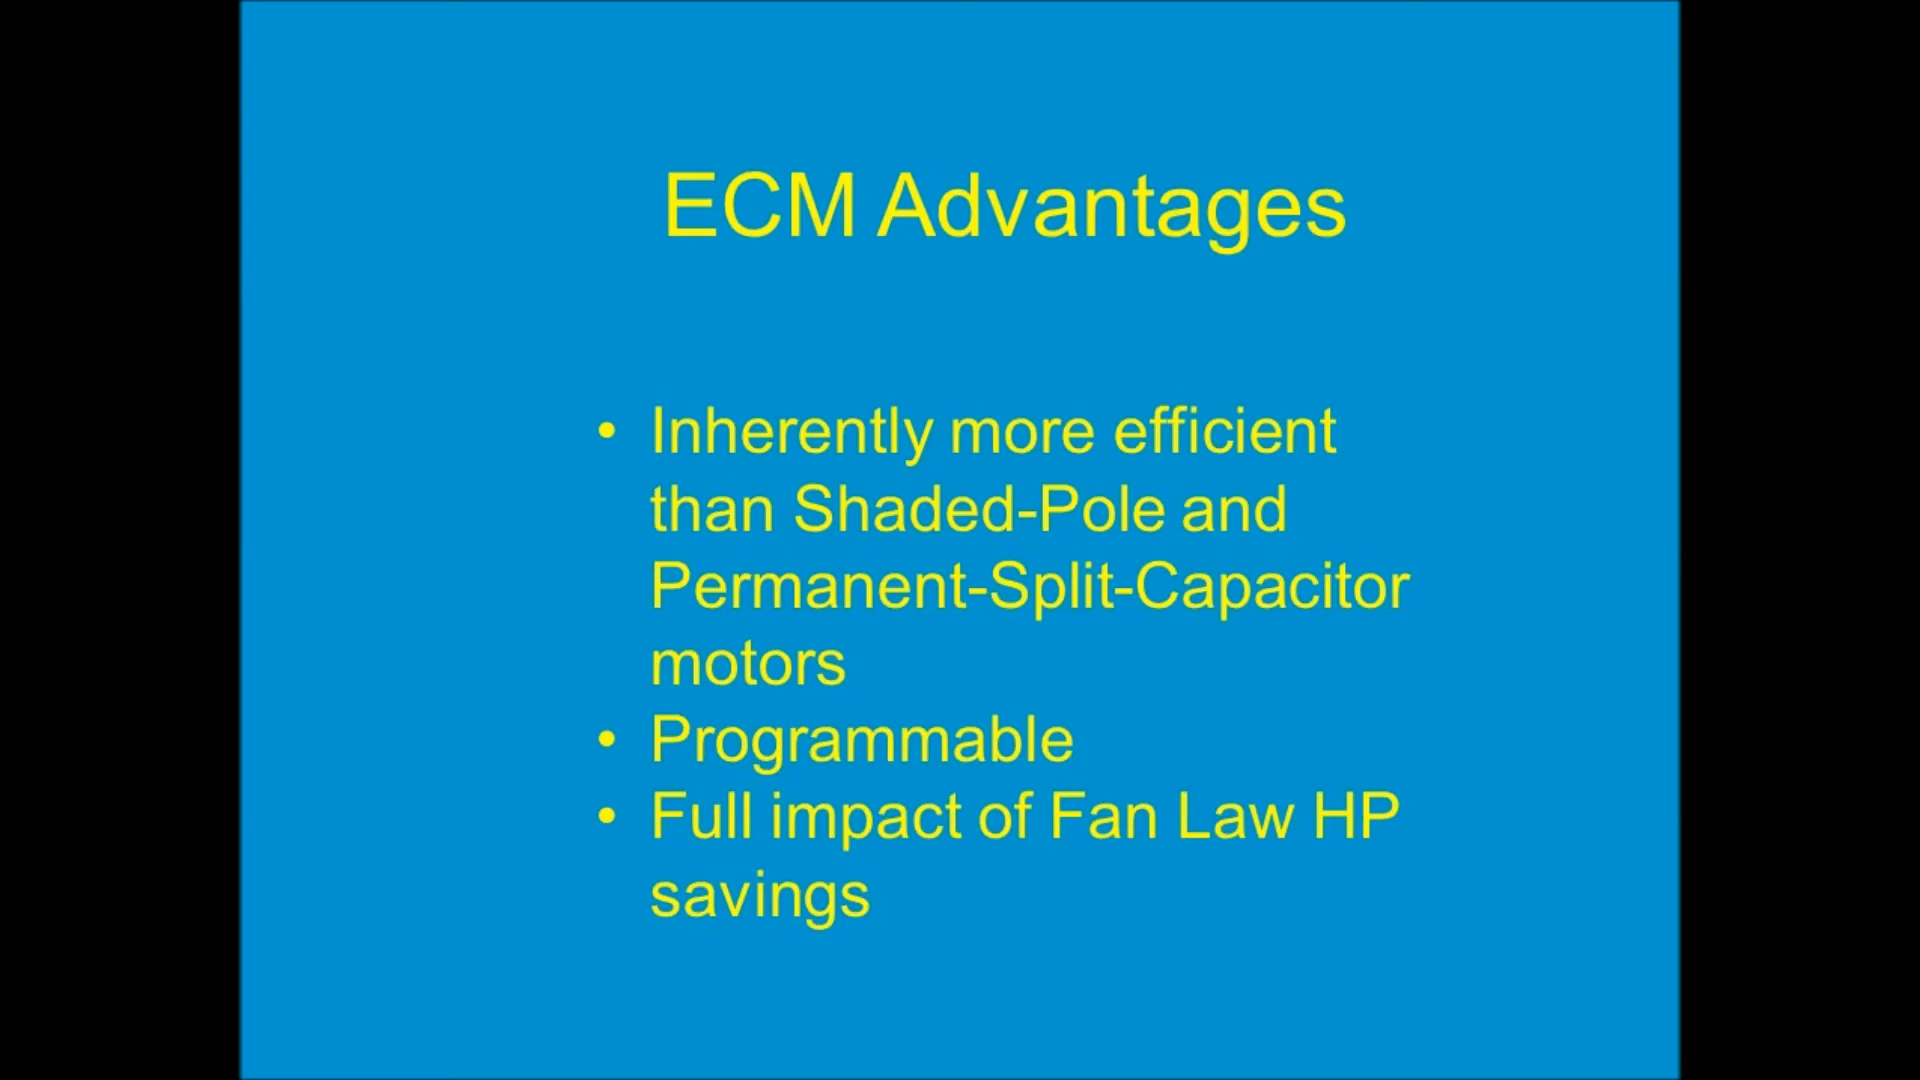 ECM Advantages
• Inherently more efficient
than Shaded-Pole and
Permanent-Split-Capacitor
motors
• Programmable
• Full impact of Fan Law HP
savings